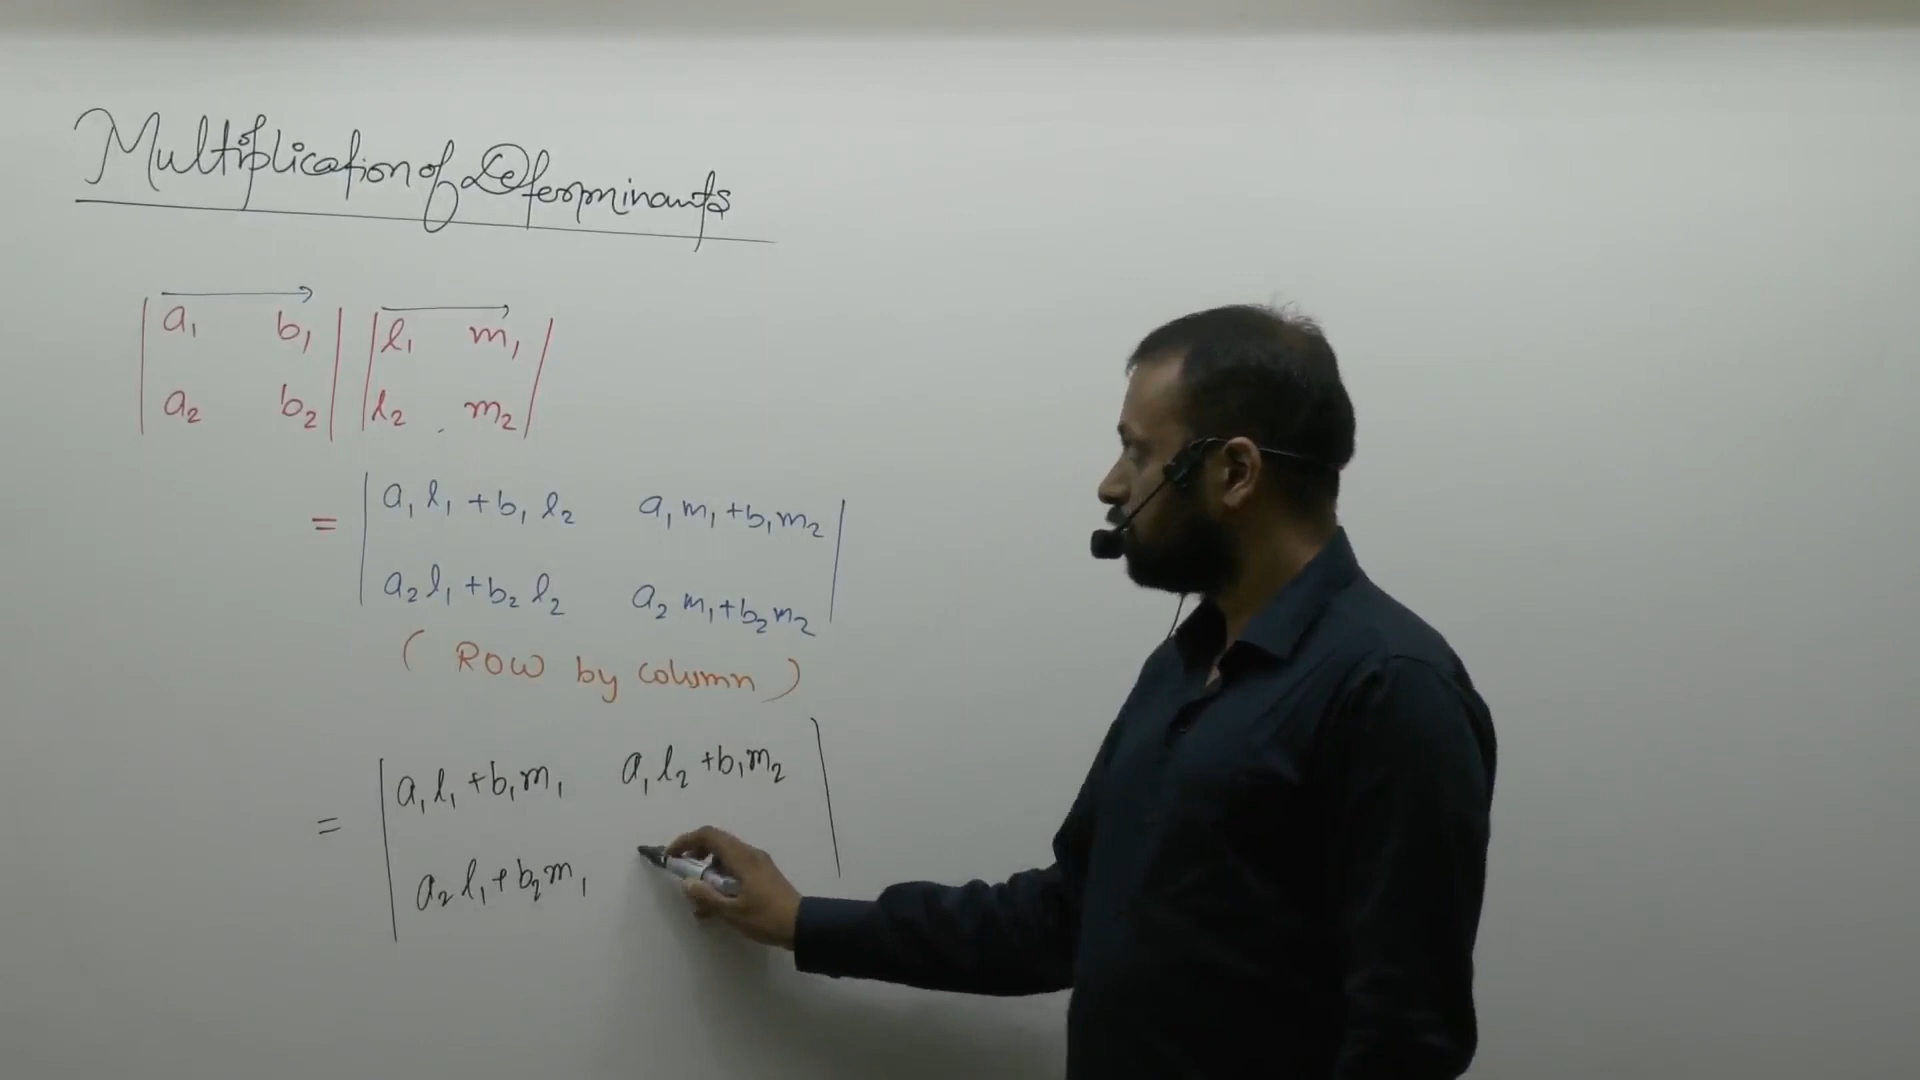 Multiplication of Determinants
| a₁ b₁ | | l₁ m₁ |
| a₂ b₂ | | l₂ m₂ |
= | a₁l₁+b₁l₂ a₁m₁+b₁m₂ |
| a₂l₁+b₂l₂ a₂m₁+b₂m₂ |
( ROW by column )
= | a₁l₁+b₁m₁ a₁l₂+b₁m₂ |
| a₂l₁+b₂m₁ |